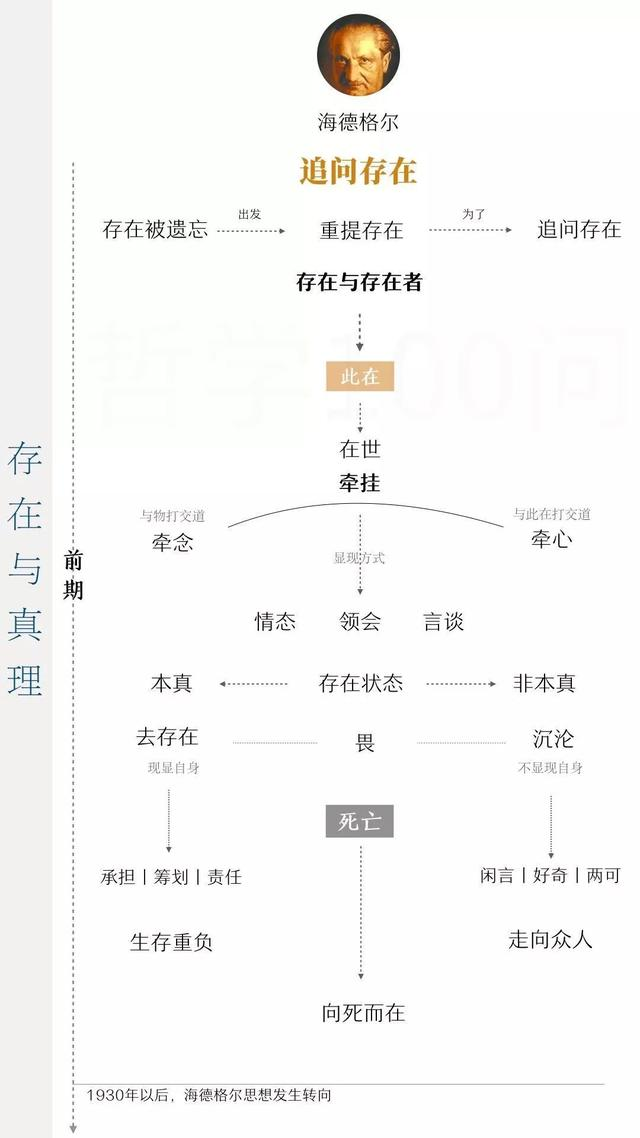 海德格尔
追问存在
存在被遗忘 出发 重提存在 为了 追问存在
存在与存在者
哲学100问
此在
在世
牵挂
与物打交道 与此在打交道
牵念 牵心
显现方式
情态 领会 言谈
本真 存在状态 非本真
去存在 畏 沉沦
现显自身 不显现自身
死亡
承担丨筹划丨责任 闲言丨好奇丨两可
生存重负 走向众人
向死而在
1930年以后，海德格尔思想发生转向
前期
存在与真理